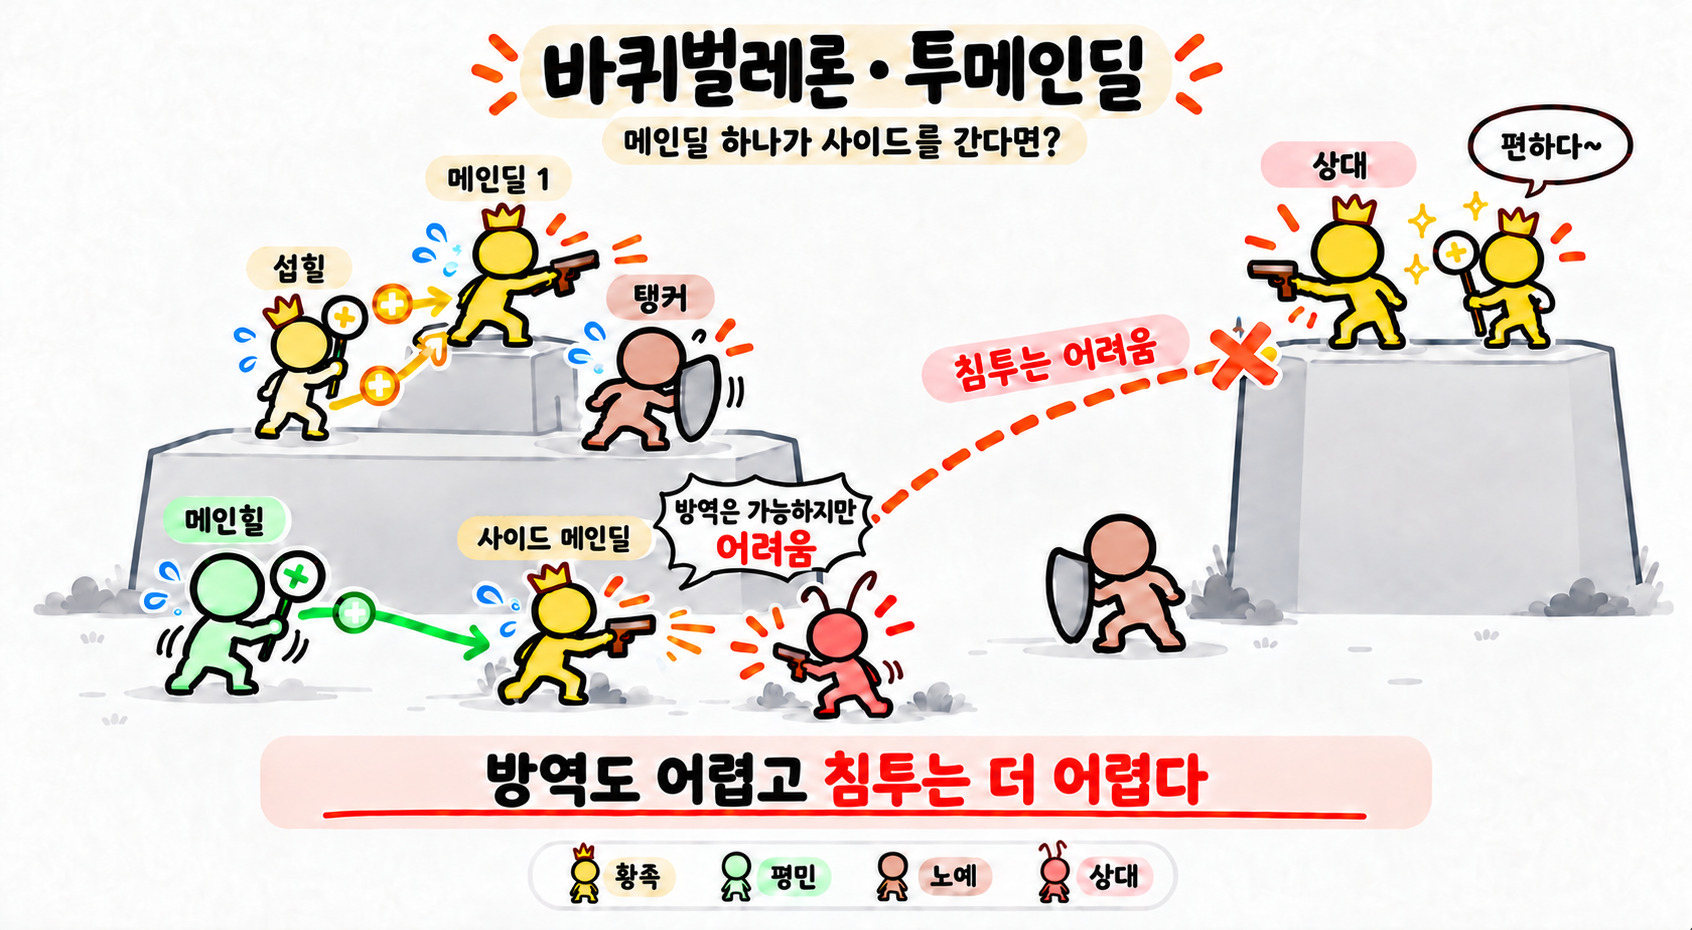 바퀴벌레론 · 투메인딜
메인딜 하나가 사이드를 간다면?
메인딜 1
섭힐
탱커
상대
편하다~
침투는 어려움
메인힐
사이드 메인딜
방역은 가능하지만
어려움
방역도 어렵고 침투는 더 어렵다
황족
평민
노예
상대